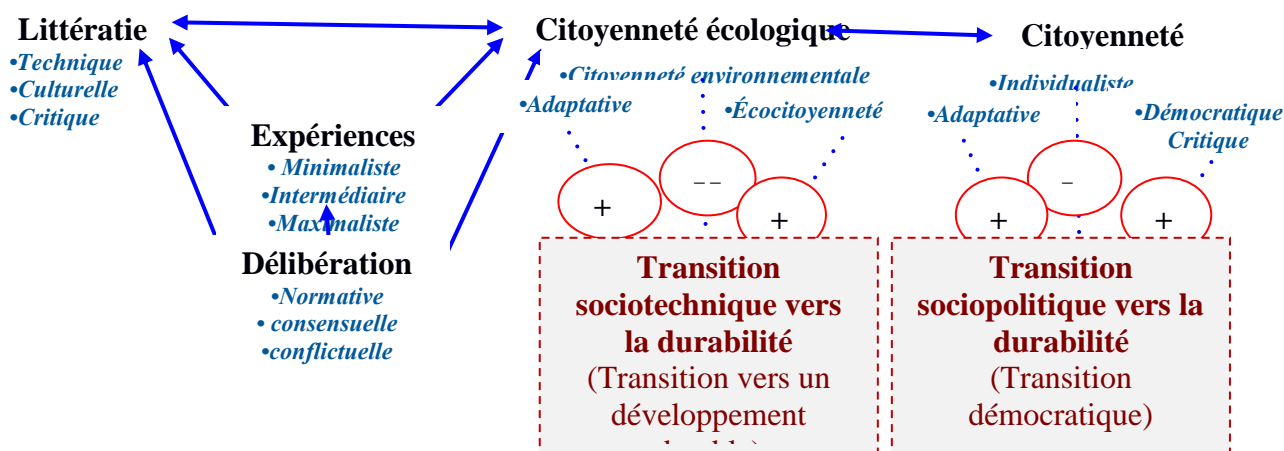 Littératie
•Technique
•Culturelle
•Critique
Expériences
• Minimaliste
•Intermédiaire
•Maximaliste
Délibération
•Normative
• consensuelle
•conflictuelle
Citoyenneté écologique
•Citoyenneté environnementale
•Adaptative
•Écocitoyenneté
+
--
+
Transition
sociotechnique vers
la durabilité
(Transition vers un
développement
Citoyenneté
•Individualiste
•Adaptative
•Démocratique
Critique
+
-
+
Transition
sociopolitique vers la
durabilité
(Transition
démocratique)